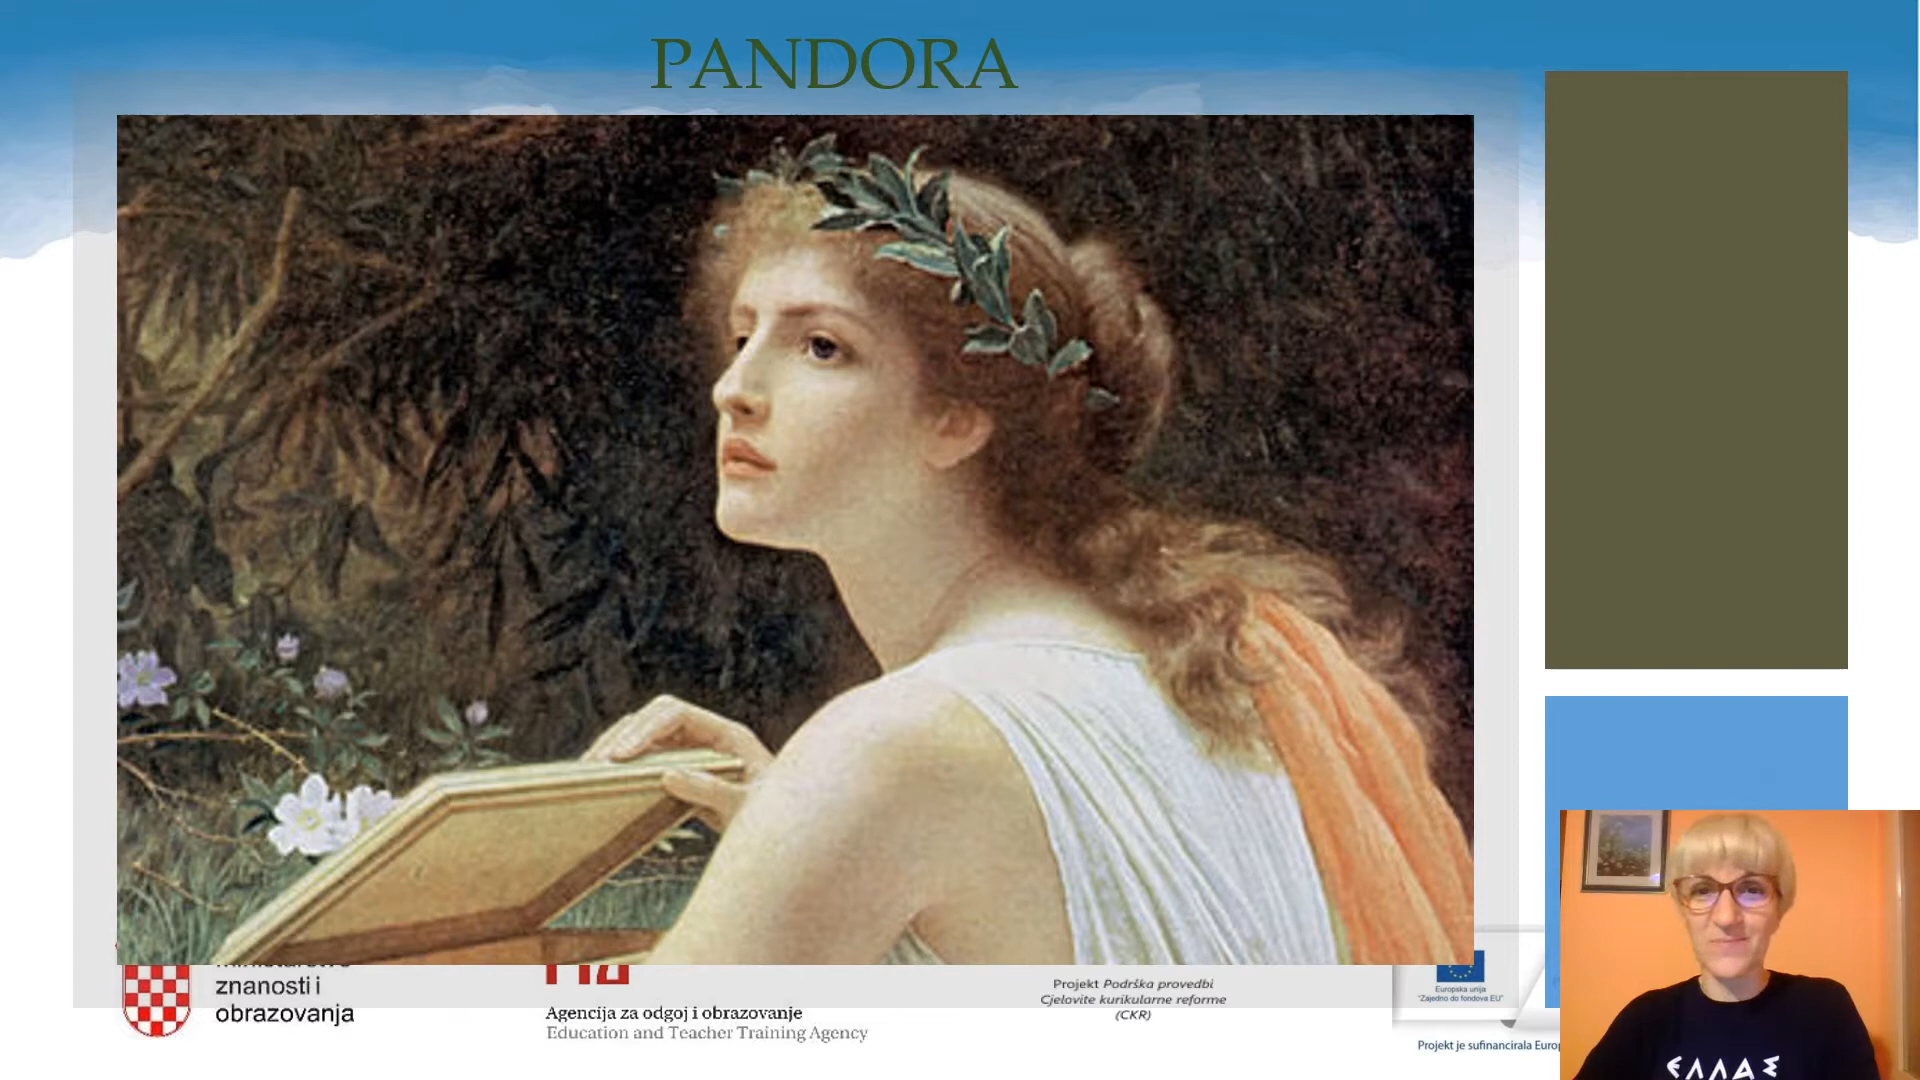 PANDORA
znanosti i
obrazovanja
Agencija za odgoj i obrazovanje
Education and Teacher Training Agency
Projekt Podrška provedbi
Cjelovite kurikularne reforme
(CKR)
Europska unija
"Zajedno do fondova EU"
Projekt je sufinancirala
ΕΛΛΑΣ